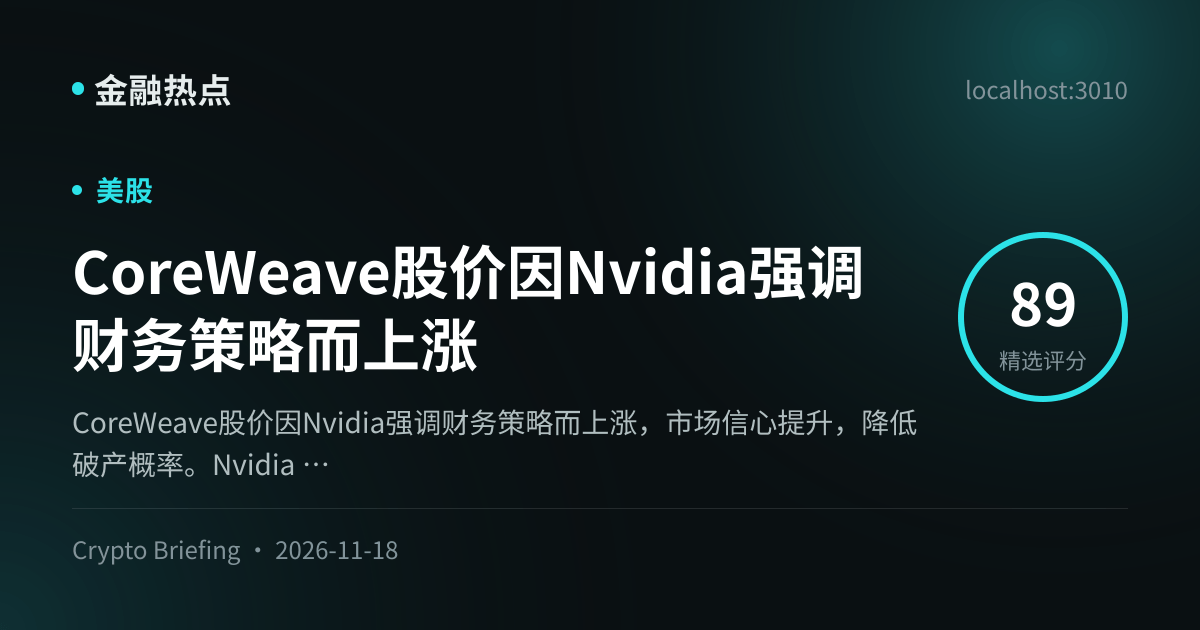 金融热点
localhost:3010
美股
CoreWeave股价因Nvidia强调
财务策略而上涨
89
精选评分
CoreWeave股价因Nvidia强调财务策略而上涨，市场信心提升，降低
破产概率。Nvidia …
Crypto Briefing · 2026-11-18